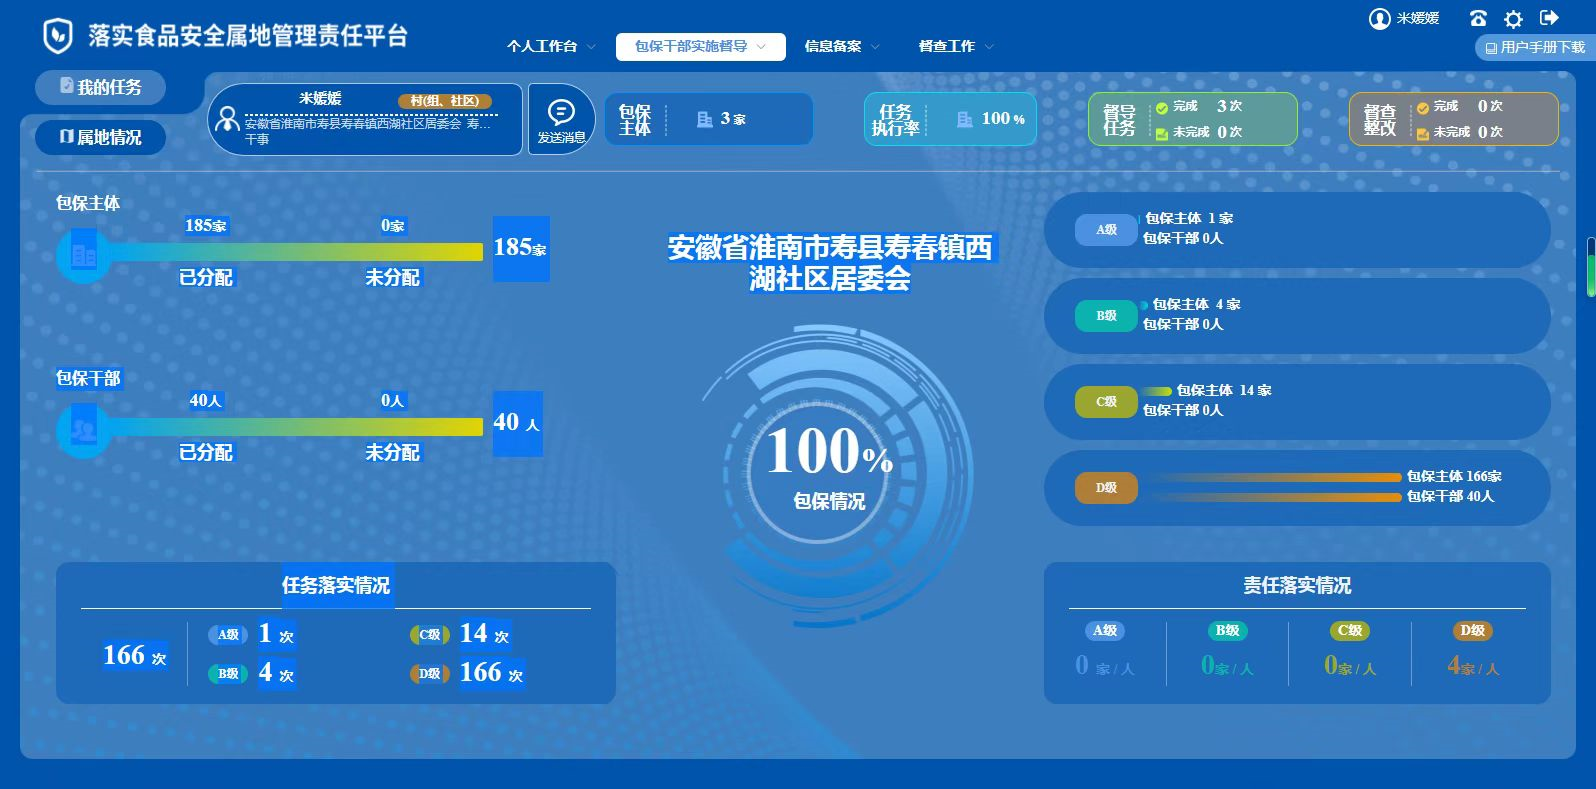 落实食品安全属地管理责任平台
个人工作台
包保干部实施督导
信息备案
督查工作
米媛媛
用户手册下载
我的任务
属地情况
米媛媛
村(组、社区)
安徽省淮南市寿县寿春镇西湖社区居委会 寿...
干事
发送消息
包保主体
3 家
任务执行率
100 %
督导任务
完成 3 次
未完成 0 次
督查整改
完成 0 次
未完成 0 次
包保主体
185家
0家
185家
已分配
未分配
包保干部
40人
0人
40 人
已分配
未分配
安徽省淮南市寿县寿春镇西
湖社区居委会
100%
包保情况
A级
包保主体 1 家
包保干部 0人
B级
包保主体 4 家
包保干部 0人
C级
包保主体 14 家
包保干部 0人
D级
包保主体 166家
包保干部 40人
任务落实情况
166 次
A级 1 次
C级 14 次
B级 4 次
D级 166 次
责任落实情况
A级
B级
C级
D级
0 家 / 人
0家 / 人
0家 / 人
4家 / 人